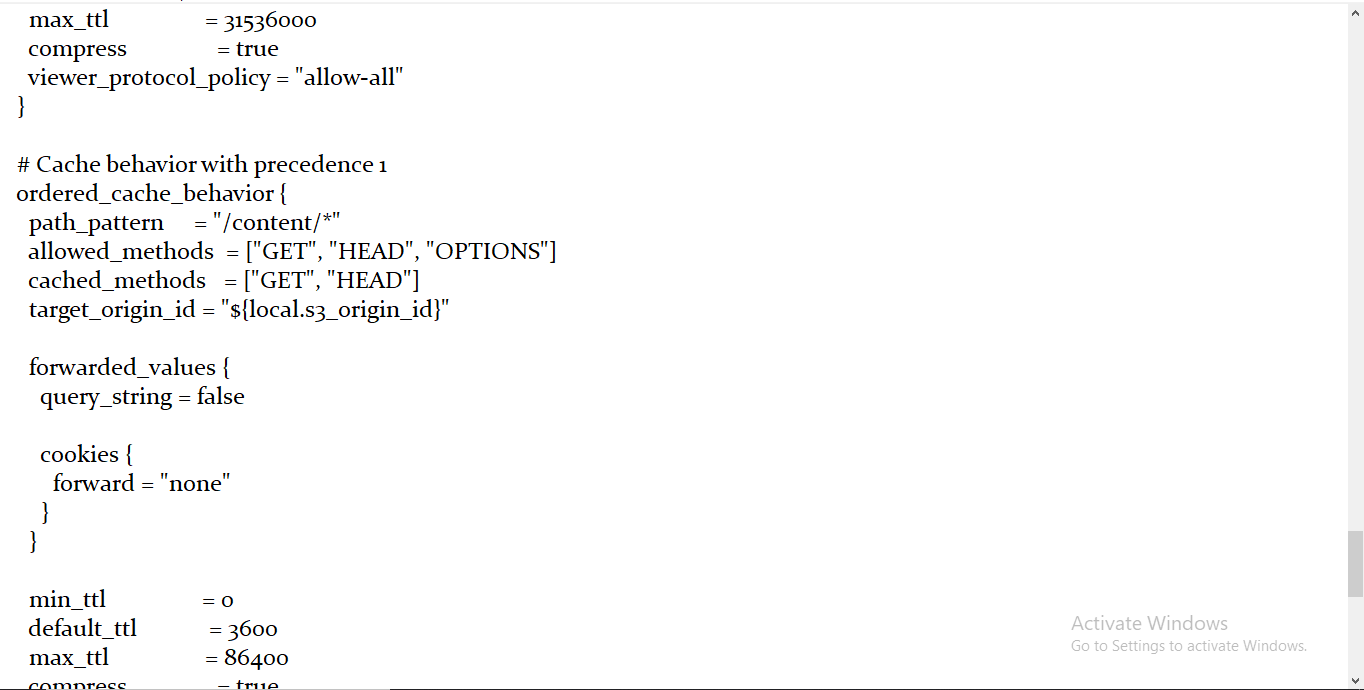 max_ttl = 31536000
compress = true
viewer_protocol_policy = "allow-all"
}
# Cache behavior with precedence 1
ordered_cache_behavior {
path_pattern = "/content/*"
allowed_methods = ["GET", "HEAD", "OPTIONS"]
cached_methods = ["GET", "HEAD"]
target_origin_id = "${local.s3_origin_id}"
forwarded_values {
query_string = false
cookies {
forward = "none"
}
}
min_ttl = 0
default_ttl = 3600
max_ttl = 86400
compress = true
Activate Windows
Go to Settings to activate Windows.